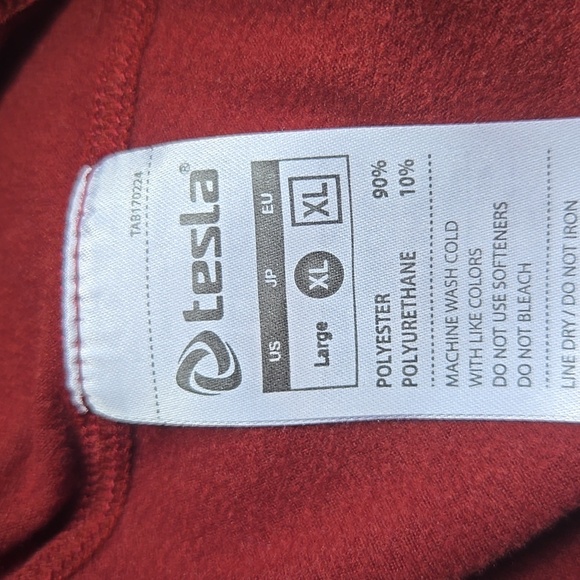 TAB170224
tesla®
US JP EU
Large XL XL
POLYESTER 90%
POLYURETHANE 10%
MACHINE WASH COLD
WITH LIKE COLORS
DO NOT USE SOFTENERS
DO NOT BLEACH
LINE DRY / DO NOT IRON